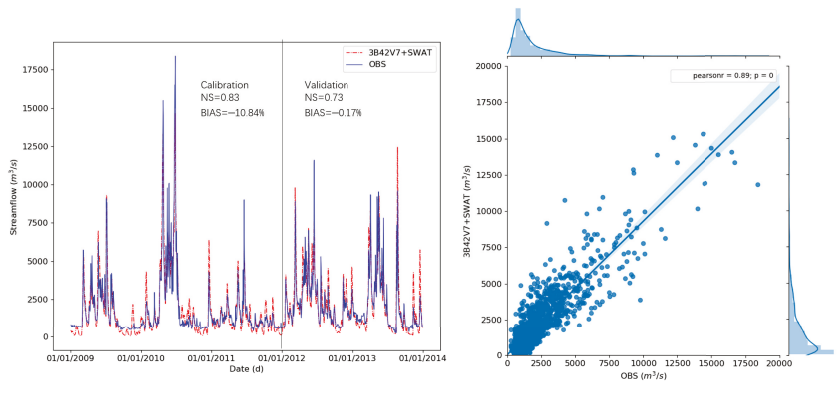 3B42V7+SWAT
OBS
Calibration
NS=0.83
BIAS=−10.84%
Validation
NS=0.73
BIAS=−0.17%
Streamflow (m³/s)
17500
15000
12500
10000
7500
5000
2500
0
01/01/2009
01/01/2010
01/01/2011
01/01/2012
01/01/2013
01/01/2014
Date (d)
pearsonr = 0.89; p = 0
3B42V7+SWAT (m³/s)
20000
17500
15000
12500
10000
7500
5000
2500
0
0
2500
5000
7500
10000
12500
15000
17500
20000
OBS (m³/s)